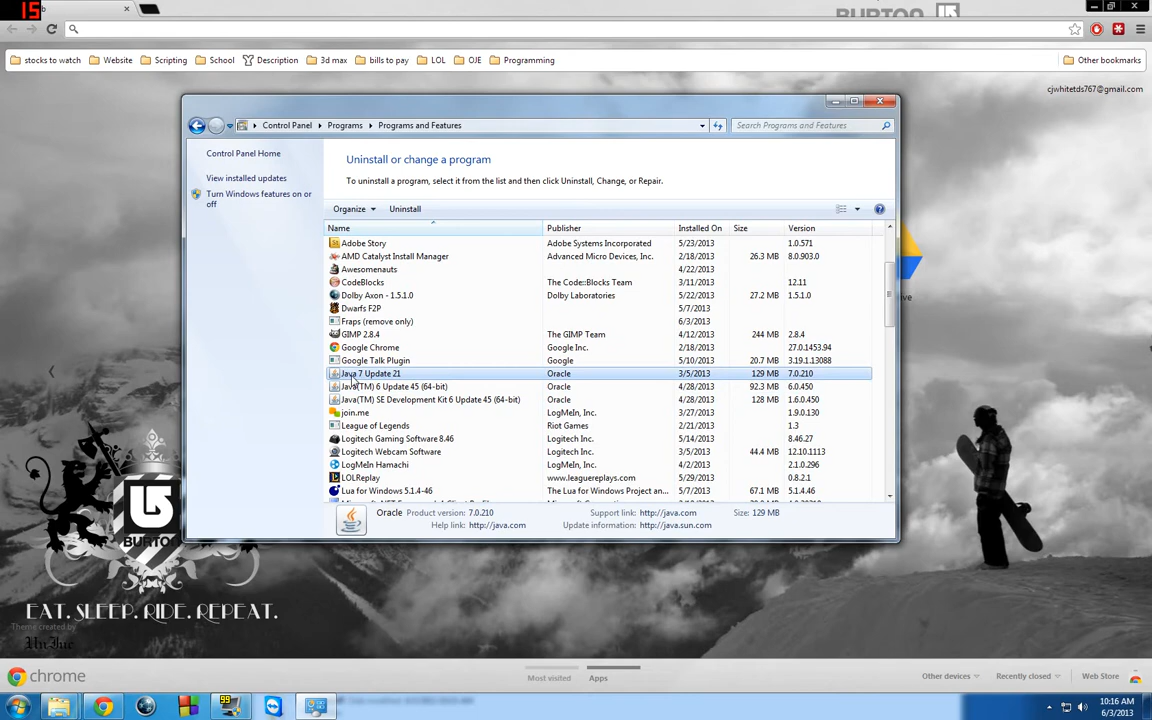 15
b
BURTON
stocks to watch Website Scripting School Description 3d max bills to pay LOL OJE Programming Other bookmarks
cjwhitetds767@gmail.com
Control Panel Programs Programs and Features Search Programs and Features
Control Panel Home
View installed updates
Turn Windows features on or off
Uninstall or change a program
To uninstall a program, select it from the list and then click Uninstall, Change, or Repair.
Organize Uninstall
Name Publisher Installed On Size Version
Adobe Story Adobe Systems Incorporated 5/23/2013 1.0.571
AMD Catalyst Install Manager Advanced Micro Devices, Inc. 2/18/2013 26.3 MB 8.0.903.0
Awesomenauts 4/22/2013
CodeBlocks The Code::Blocks Team 3/11/2013 12.11
Dolby Axon - 1.5.1.0 Dolby Laboratories 5/22/2013 27.2 MB 1.5.1.0
Dwarfs F2P 5/7/2013
Fraps (remove only) 6/3/2013
GIMP 2.8.4 The GIMP Team 4/12/2013 244 MB 2.8.4
Google Chrome Google Inc. 2/18/2013 27.0.1453.94
Google Talk Plugin Google 5/10/2013 20.7 MB 3.19.1.13088
Java 7 Update 21 Oracle 3/5/2013 129 MB 7.0.210
Java(TM) 6 Update 45 (64-bit) Oracle 4/28/2013 92.3 MB 6.0.450
Java(TM) SE Development Kit 6 Update 45 (64-bit) Oracle 4/28/2013 128 MB 1.6.0.450
join.me LogMeIn, Inc. 3/27/2013 1.9.0.130
League of Legends Riot Games 2/18/2013 1.3
Logitech Gaming Software 8.46 Logitech Inc. 5/14/2013 8.46.27
Logitech Webcam Software Logitech Inc. 3/5/2013 44.4 MB 12.10.1113
LogMeIn Hamachi LogMeIn, Inc. 4/2/2013 2.1.0.296
LOLReplay www.leaguereplays.com 5/29/2013 0.8.2.1
Lua for Windows 5.1.4-46 The Lua for Windows Project an... 5/7/2013 67.1 MB 5.1.4.46
Oracle Product version: 7.0.210 Support link: http://java.com Size: 129 MB
Help link: http://java.com Update information: http://java.sun.com
BURTON
EAT. SLEEP. RIDE. REPEAT.
Theme created by
chrome Most visited Apps Other devices Recently closed Web Store
10:16 AM
6/3/2013